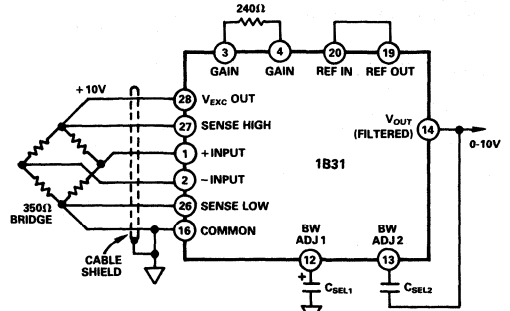 240Ω
3
4
20
19
GAIN
GAIN
REF IN
REF OUT
+10V
28
VEXC OUT
27
SENSE HIGH
VOUT
(FILTERED)
14
0-10V
1
+INPUT
1B31
2
−INPUT
350Ω
BRIDGE
26
SENSE LOW
16
COMMON
BW
ADJ 1
BW
ADJ 2
CABLE
SHIELD
12
13
+
CSEL1
CSEL2